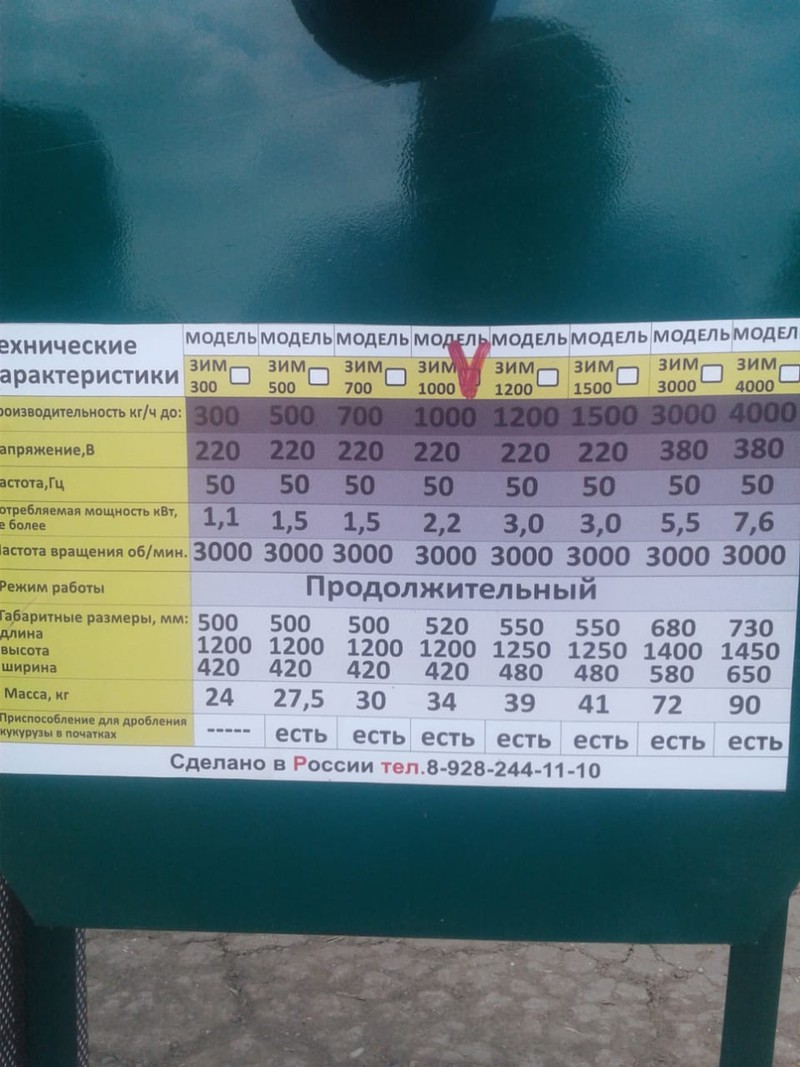 ехнические МОДЕЛЬ МОДЕЛЬ МОДЕЛЬ МОДЕЛЬ МОДЕЛЬ МОДЕЛЬ МОДЕЛЬ МОДЕЛ
арактеристики ЗИМ 300 ЗИМ 500 ЗИМ 700 ЗИМ 1000 ЗИМ 1200 ЗИМ 1500 ЗИМ 3000 ЗИМ 4000
роизводительность кг/ч до: 300 500 700 1000 1200 1500 3000 4000
апряжение,В 220 220 220 220 220 220 380 380
астота,Гц 50 50 50 50 50 50 50 50
отребляемая мощность кВт,
е более 1,1 1,5 1,5 2,2 3,0 3,0 5,5 7,6
Частота вращения об/мин. 3000 3000 3000 3000 3000 3000 3000 3000
Режим работы Продолжительный
Габаритные размеры, мм:
длина 500 500 500 520 550 550 680 730
высота 1200 1200 1200 1200 1250 1250 1400 1450
ширина 420 420 420 420 480 480 580 650
Масса, кг 24 27,5 30 34 39 41 72 90
Приспособление для дробления
кукурузы в початках ----- есть есть есть есть есть есть есть
Сделано в России тел.8-928-244-11-10